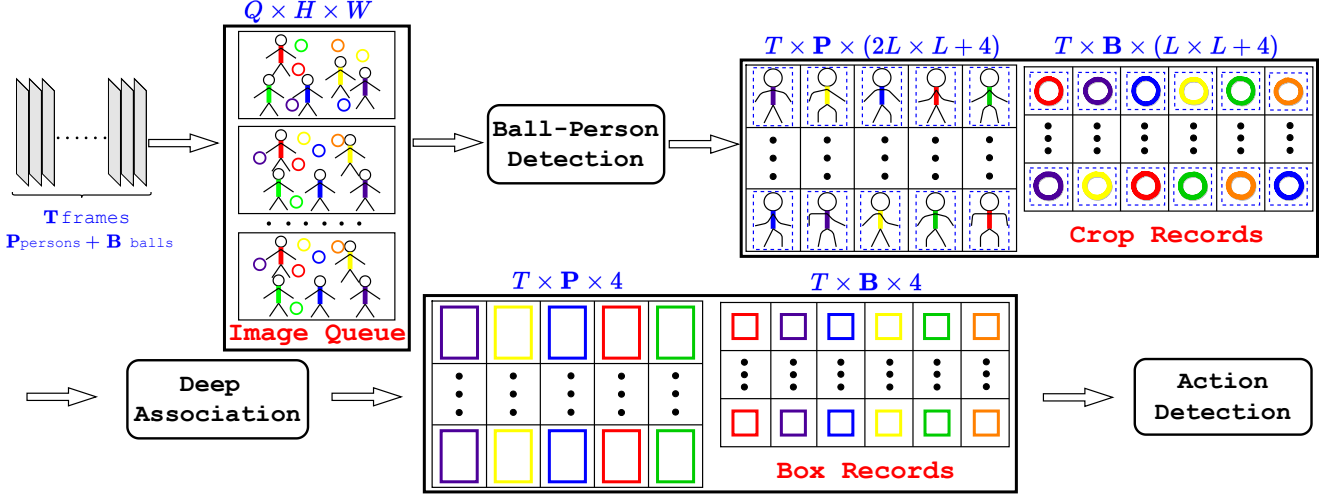 Q × H × W
T × P × (2L × L + 4)
T × B × (L × L + 4)
T frames
P persons + B balls
Ball-Person
Detection
Image Queue
Crop Records
T × P × 4
T × B × 4
Deep
Association
Action
Detection
Box Records